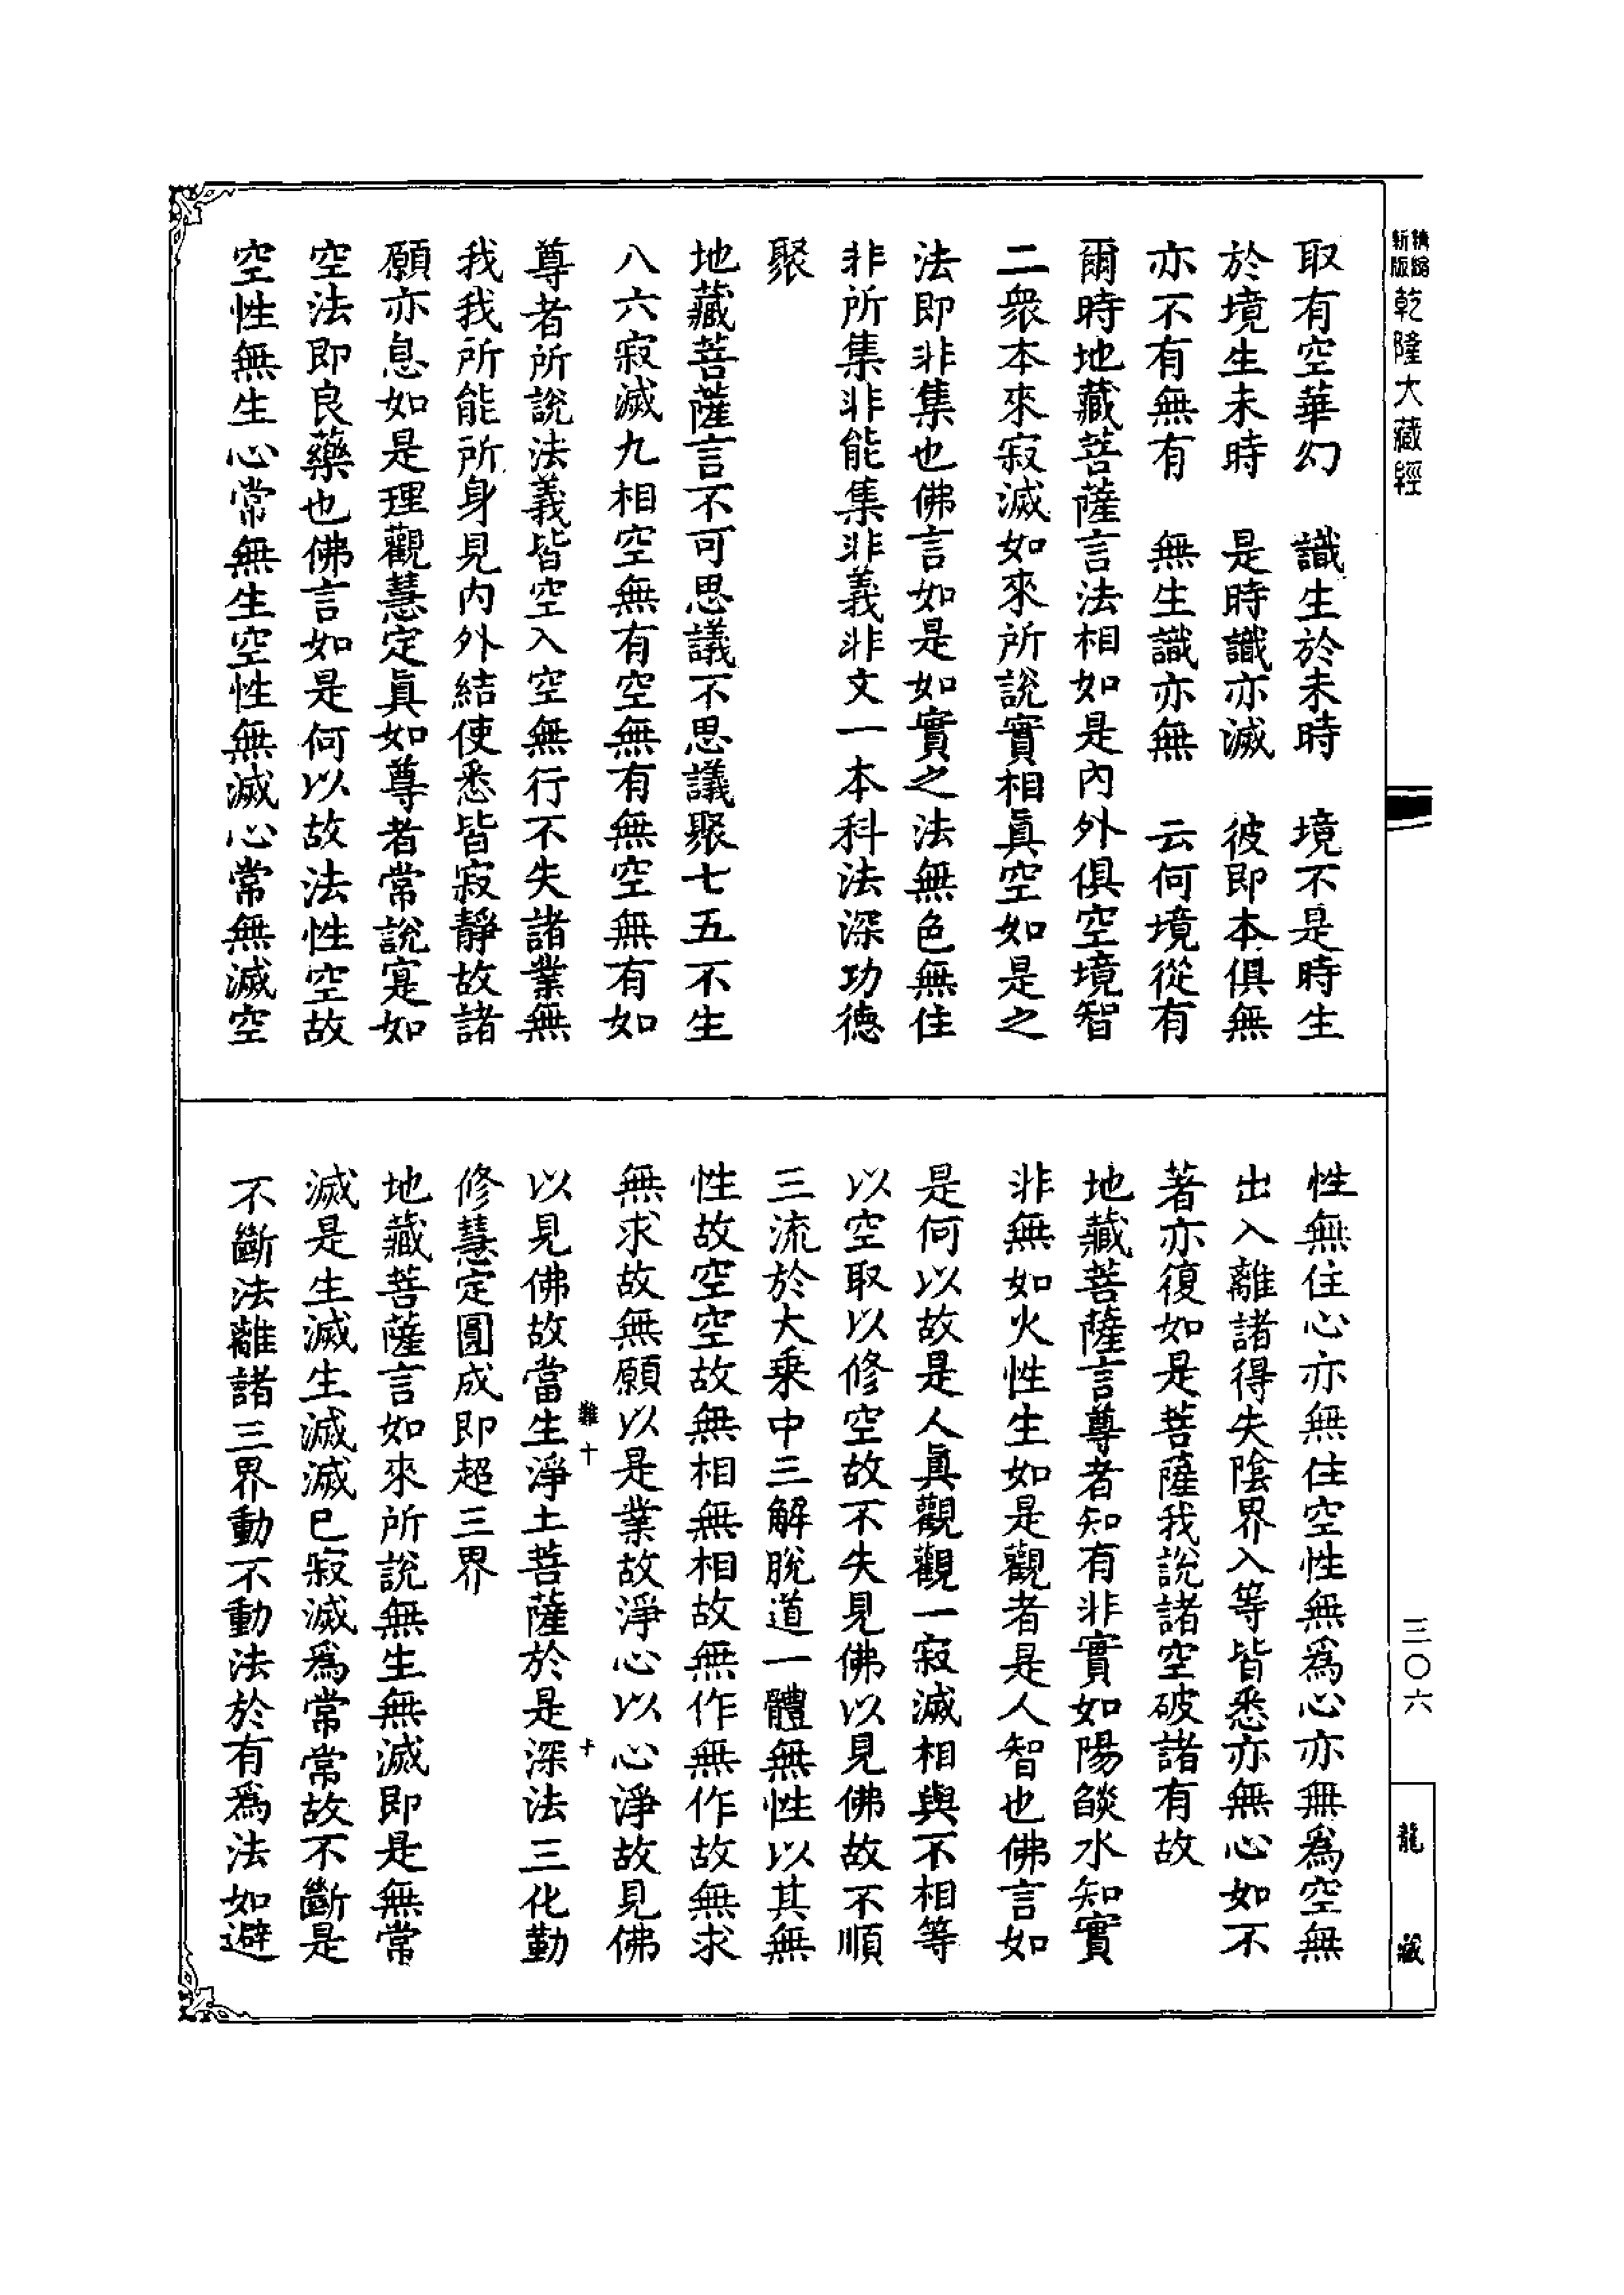 新版
精縮
乾隆大藏經
三〇六
龍藏
取有空華幻　識生於未時　境不是時生
於境生未時　是時識亦滅　彼即本俱無
亦不有無有　無生識亦無　云何境從有
爾時地藏菩薩言法相如是內外俱空境智
二衆本來寂滅如來所說實相眞空如是之
法即非集也佛言如是如實之法無色無住
非所集非能集非義非文一本科法深功德
聚
地藏菩薩言不可思議不思議聚七五不生
八六寂滅九相空無有空無有無空無有如
尊者所說法義皆空入空無行不失諸業無
我我所能所身見內外結使悉皆寂靜故諸
願亦息如是理觀慧定眞如尊者常說寔如
空法即良藥也佛言如是何以故法性空故
空性無生心常無生空性無滅心常無滅空
性無住心亦無住空性無爲心亦無爲空無
出入離諸得失陰界入等皆悉亦無心如不
著亦復如是菩薩我說諸空破諸有故
地藏菩薩言尊者知有非實如陽燄水知實
非無如火性生如是觀者是人智也佛言如
是何以故是人眞觀觀一寂滅相與不相等
以空取以修空故不失見佛以見佛故不順
三流於大乘中三解脫道一體無性以其無
性故空空故無相無相故無作無作故無求
無求故無願以是業故淨心以心淨故見佛
以見佛故當生淨土菩薩於是深法三化勤
難十
修慧定圓成即超三界
地藏菩薩言如來所說無生無滅即是無常
滅是生滅生滅滅已寂滅爲常常故不斷是
不斷法離諸三界動不動法於有爲法如避